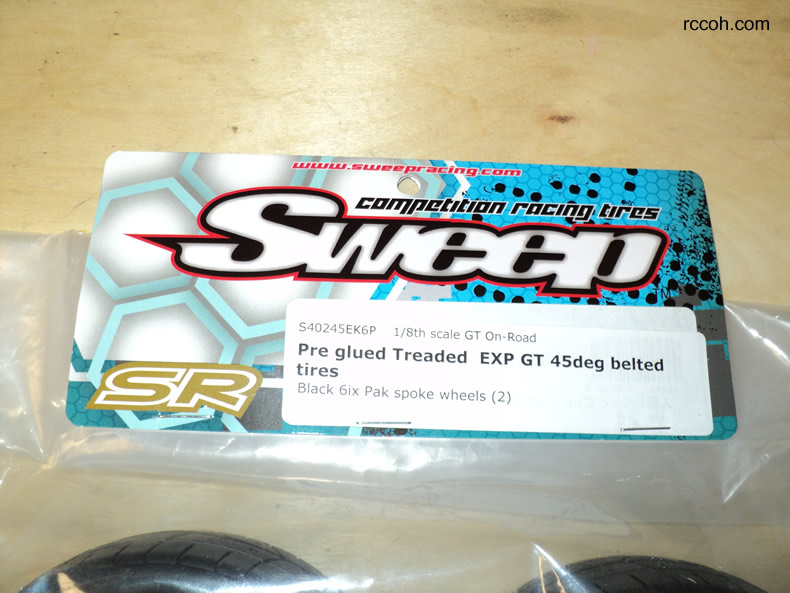 rccoh.com
www.sweepracing.com
competition racing tires
Sweep
TM
S40245EK6P 1/8th scale GT On-Road
Pre glued Treaded EXP GT 45deg belted
tires
Black 6ix Pak spoke wheels (2)
SR